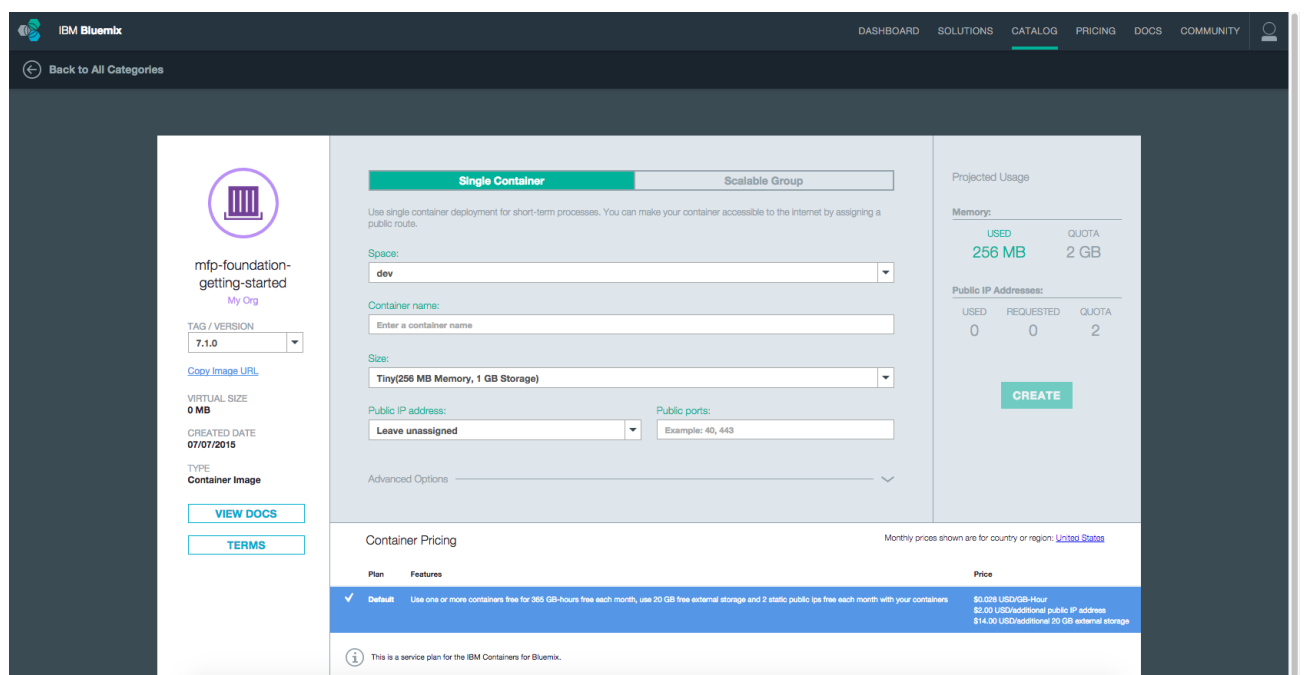 IBM Bluemix
DASHBOARD SOLUTIONS CATALOG PRICING DOCS COMMUNITY
Back to All Categories
mfp-foundation-
getting-started
My Org
TAG / VERSION
7.1.0
Copy Image URL
VIRTUAL SIZE
0 MB
CREATED DATE
07/07/2015
TYPE
Container Image
VIEW DOCS
TERMS
Single Container Scalable Group
Use single container deployment for short-term processes. You can make your container accessible to the internet by assigning a
public route.
Space:
dev
Container name:
Enter a container name
Size:
Tiny(256 MB Memory, 1 GB Storage)
Public IP address: Public ports:
Leave unassigned Example: 40, 443
Advanced Options
Projected Usage
Memory:
USED QUOTA
256 MB 2 GB
Public IP Addresses:
USED REQUESTED QUOTA
0 0 2
CREATE
Container Pricing Monthly prices shown are for country or region: United States
Plan Features Price
Default Use one or more containers free for 365 GB-hours free each month, use 20 GB free external storage and 2 static public ips free each month with your containers $0.028 USD/GB-Hour
$2.00 USD/additional public IP address
$14.00 USD/additional 20 GB external storage
This is a service plan for the IBM Containers for Bluemix.